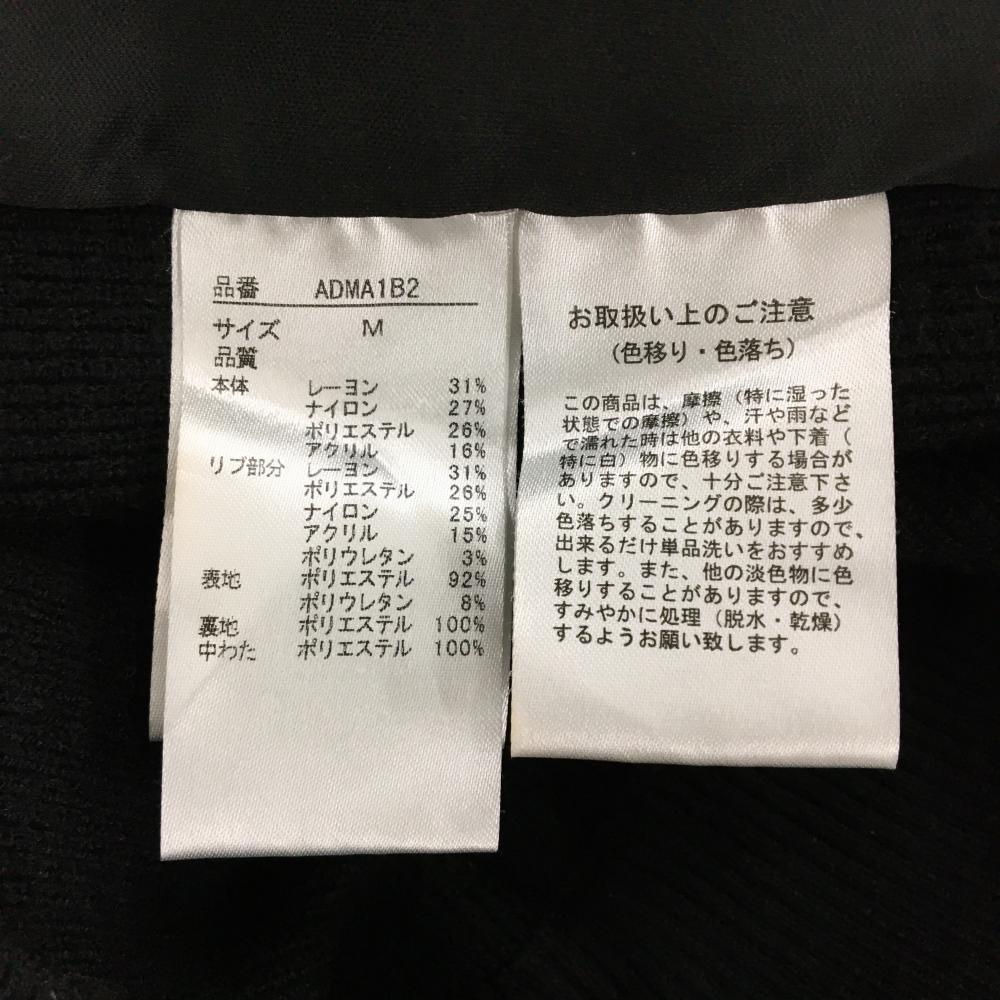 品番 ADMA1B2
サイズ M
品質
本体 レーヨン 31%
ナイロン 27%
ポリエステル 26%
アクリル 16%
リブ部分 レーヨン 31%
ポリエステル 26%
ナイロン 25%
アクリル 15%
ポリウレタン 3%
表地 ポリエステル 92%
ポリウレタン 8%
裏地 ポリエステル 100%
中わた ポリエステル 100%
お取扱い上のご注意
(色移り・色落ち)
この商品は、摩擦（特に湿った
状態での摩擦）や、汗や雨など
で濡れた時は他の衣料や下着（
特に白）物に色移りする場合が
ありますので、十分ご注意下さ
い。クリーニングの際は、多少
色落ちすることがありますので、
出来るだけ単品洗いをおすすめ
します。また、他の淡色物に色
移りすることがありますので、
すみやかに処理（脱水・乾燥）
するようお願い致します。